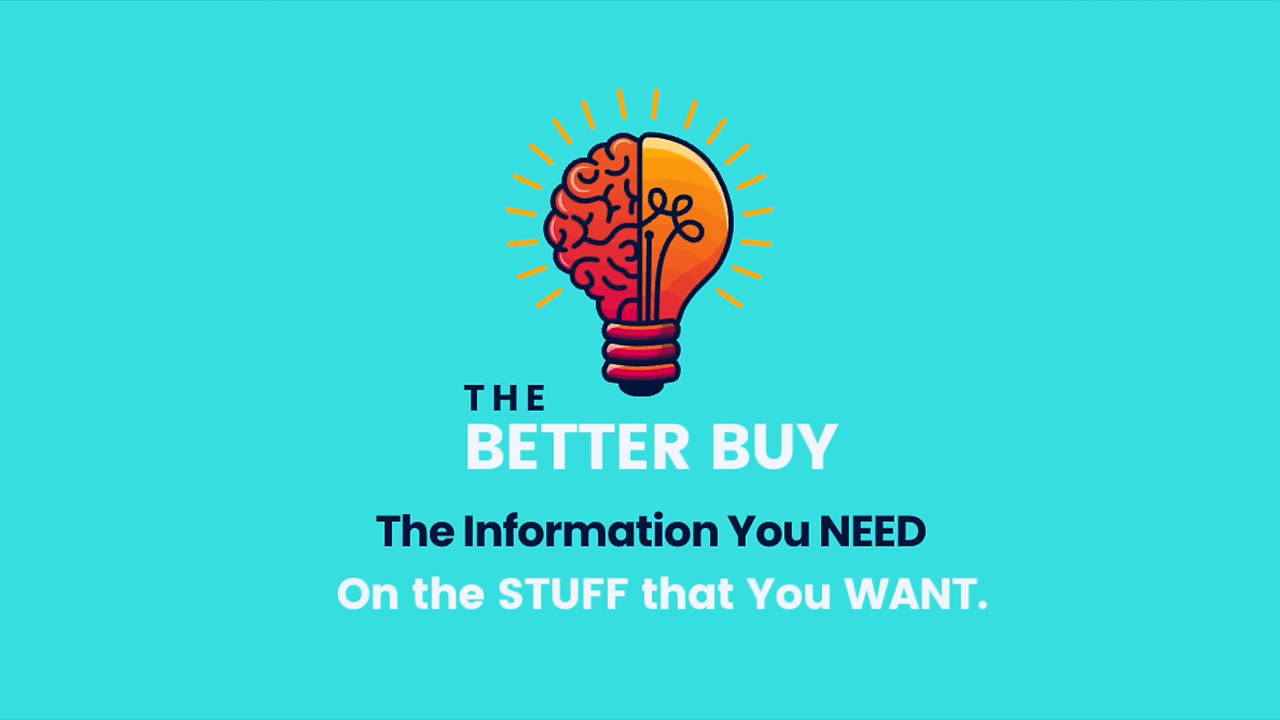 THE
BETTER BUY
The Information You NEED
On the STUFF that You WANT.